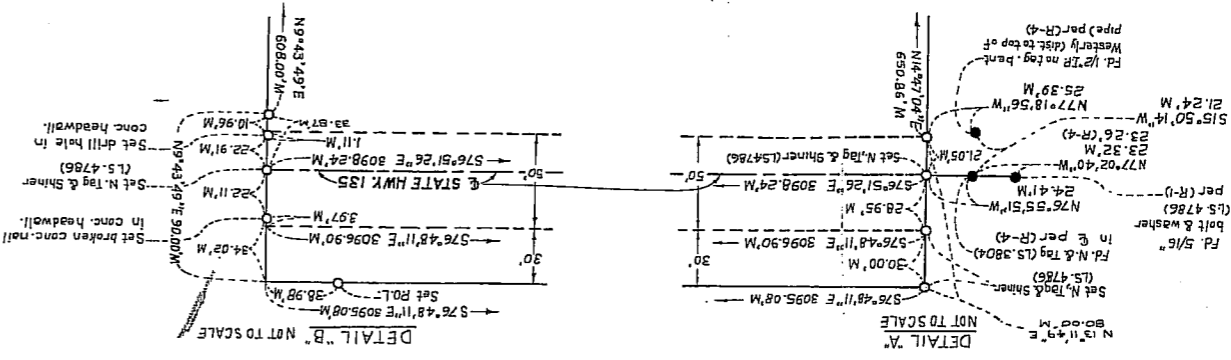 DETAIL "A"
NOT TO SCALE
N 13°11'49"E
80.00' M
S76°48'11"E 3095.08'M
Set N, Tag & Shiner
(LS. 4786)
30.00' M
30'
Fd. N. & Tag (LS. 3804)
in ℄ per (R-4)
S76°48'11"E 3096.90'M
Fd. 5/16"
bolt & washer
(LS. 4786)
per (R-1)
N76°55'51"W
24.41'M
28.95' M
S76°51'26"E 3098.24'M
50'
Set N, Tag & Shiner (LS4786)
N77°02'40"W
23.32' M
23.26' (R-4)
S15°50'14"W
21.24' M
21.05'M
N77°18'56"W
25.39' M
Fd. 1/2" IP no tag. bent
Westerly (dist. to top of
pipe) per (R-4)
N14°47'04"E
650.86' M
DETAIL "B" NOT TO SCALE
S76°48'11"E 3095.08'M
Set Po.L.
38.98'M
34.02' M
30'
S76°48'11"E 3096.90'M
3.97' M
Set broken conc. nail
in conc. headwall.
22.11'M
N9°43'49"E 90.00'M
℄ STATE HWY. 135
S76°51'26"E 3098.24'M
50'
Set N. Tag & Shiner
(LS. 4786)
22.91'M
1.11'M
Set drill hole in
conc. headwall.
10.96'M
33.87'M
N9°43'49"E
608.00' M